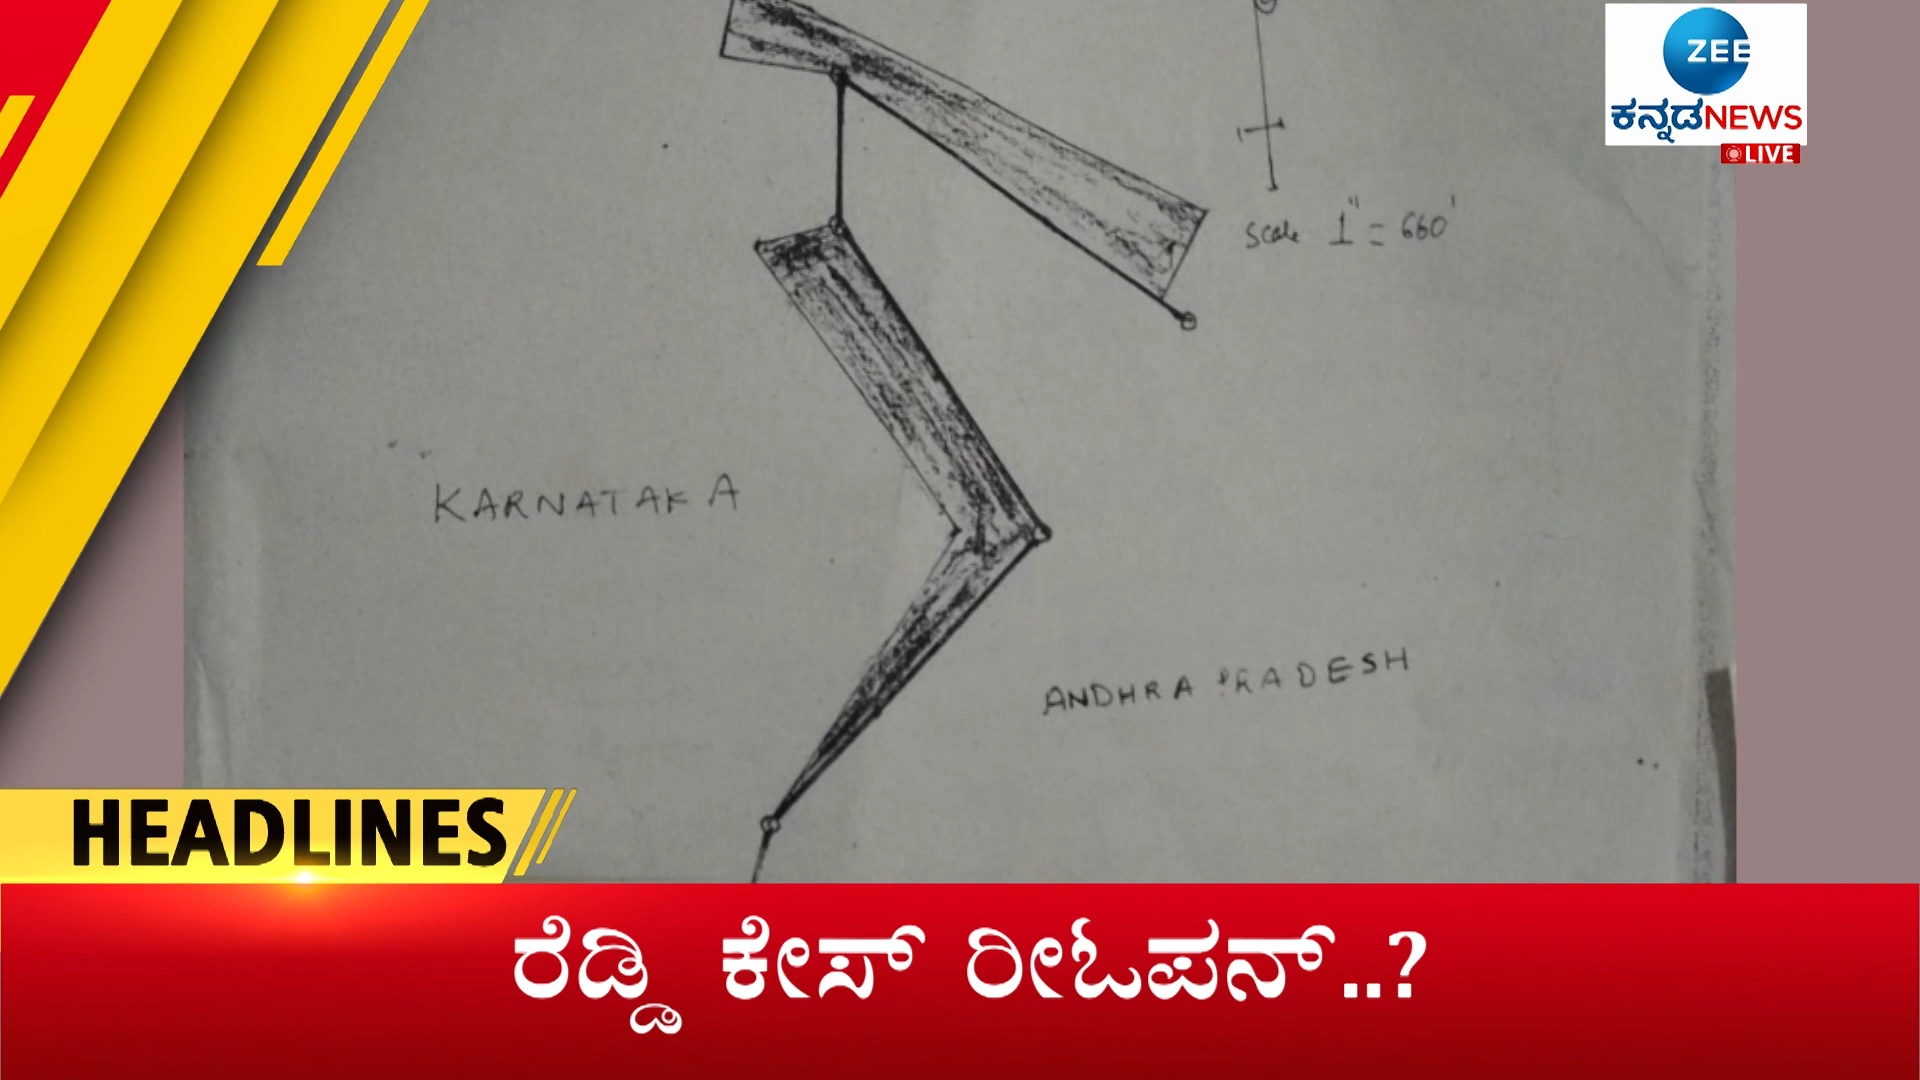 ZEE
ಕನ್ನಡNEWS
LIVE
Scale 1" = 660'
KARNATAKA
ANDHRA PRADESH
HEADLINES
ರೆಡ್ಡಿ ಕೇಸ್ ರೀಓಪನ್..?